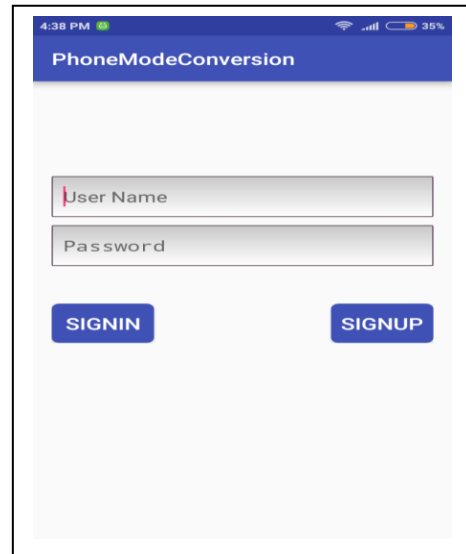 4:38 PM 35%
PhoneModeConversion
User Name
Password
SIGNIN SIGNUP